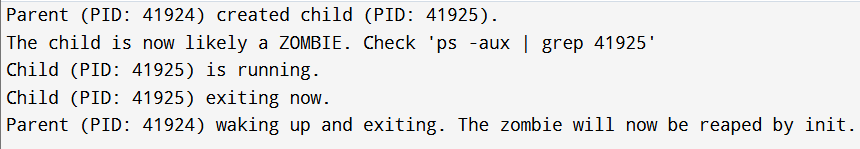 Parent (PID: 41924) created child (PID: 41925).
The child is now likely a ZOMBIE. Check 'ps -aux | grep 41925'
Child (PID: 41925) is running.
Child (PID: 41925) exiting now.
Parent (PID: 41924) waking up and exiting. The zombie will now be reaped by init.